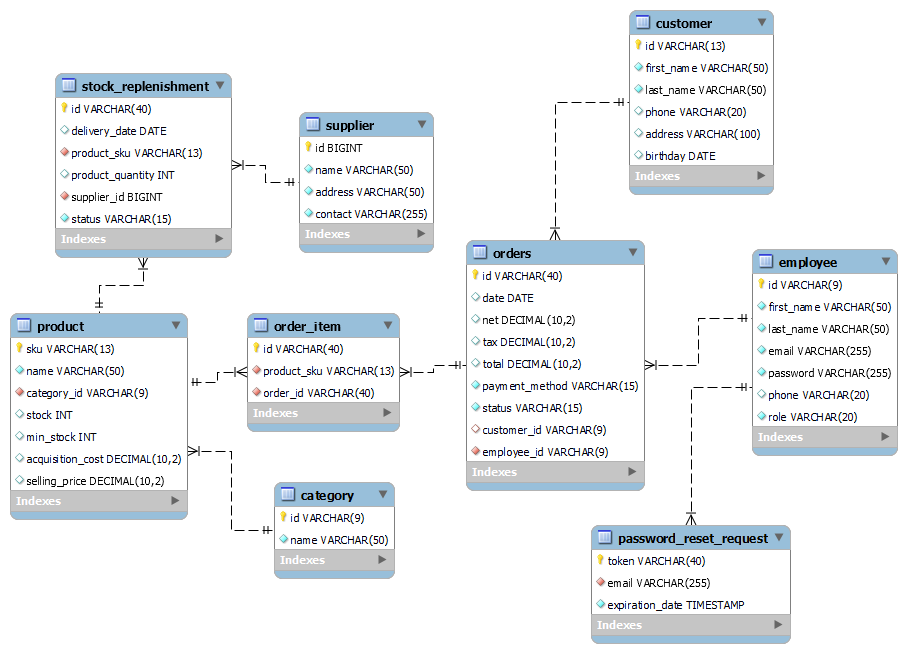 customer
id VARCHAR(13)
first_name VARCHAR(50)
last_name VARCHAR(50)
phone VARCHAR(20)
address VARCHAR(100)
birthday DATE
Indexes
stock_replenishment
id VARCHAR(40)
delivery_date DATE
product_sku VARCHAR(13)
product_quantity INT
supplier_id BIGINT
status VARCHAR(15)
Indexes
supplier
id BIGINT
name VARCHAR(50)
address VARCHAR(50)
contact VARCHAR(255)
Indexes
orders
id VARCHAR(40)
date DATE
net DECIMAL(10,2)
tax DECIMAL(10,2)
total DECIMAL(10,2)
payment_method VARCHAR(15)
status VARCHAR(15)
customer_id VARCHAR(9)
employee_id VARCHAR(9)
Indexes
employee
id VARCHAR(9)
first_name VARCHAR(50)
last_name VARCHAR(50)
email VARCHAR(255)
password VARCHAR(255)
phone VARCHAR(20)
role VARCHAR(20)
Indexes
product
sku VARCHAR(13)
name VARCHAR(50)
category_id VARCHAR(9)
stock INT
min_stock INT
acquisition_cost DECIMAL(10,2)
selling_price DECIMAL(10,2)
Indexes
order_item
id VARCHAR(40)
product_sku VARCHAR(13)
order_id VARCHAR(40)
Indexes
category
id VARCHAR(9)
name VARCHAR(50)
Indexes
password_reset_request
token VARCHAR(40)
email VARCHAR(255)
expiration_date TIMESTAMP
Indexes